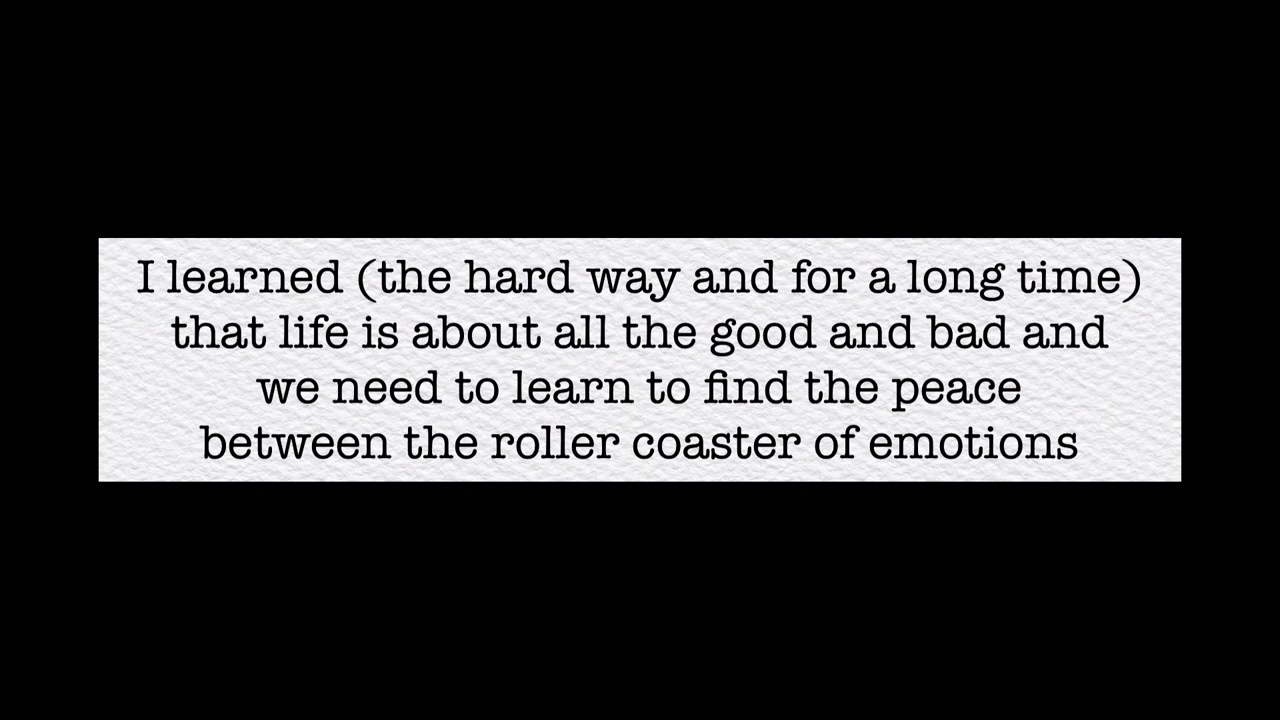 I learned (the hard way and for a long time)
that life is about all the good and bad and
we need to learn to find the peace
between the roller coaster of emotions